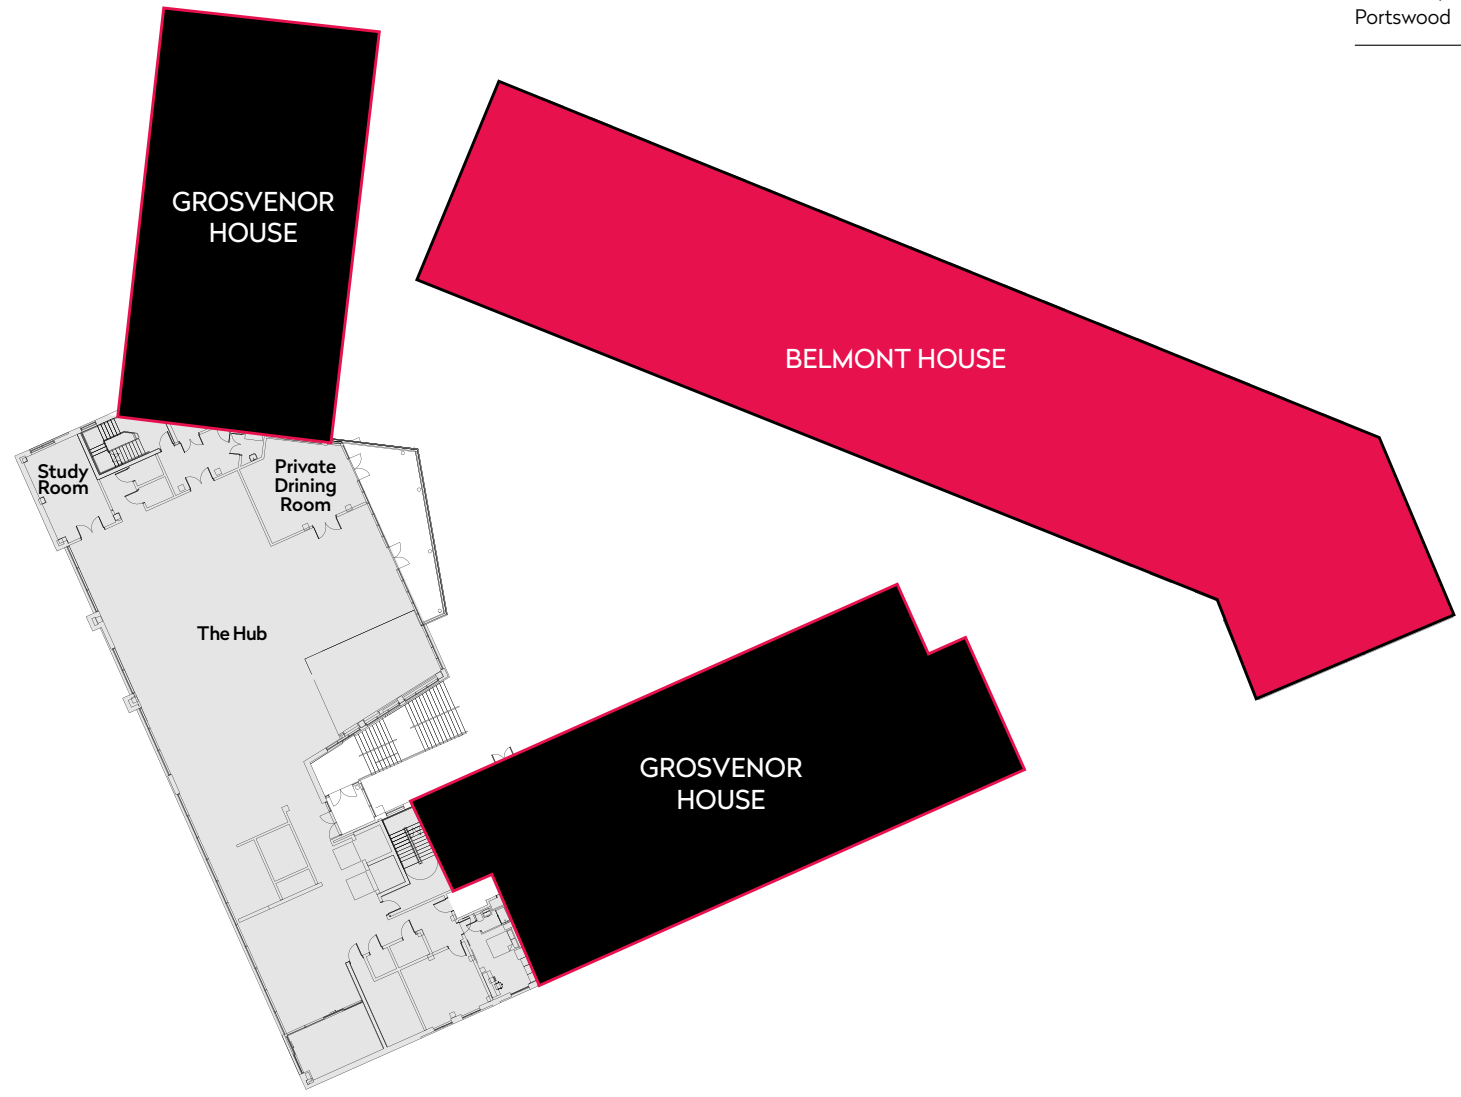 Portswood
GROSVENOR
HOUSE
BELMONT HOUSE
Study
Room
Private
Drining
Room
The Hub
GROSVENOR
HOUSE